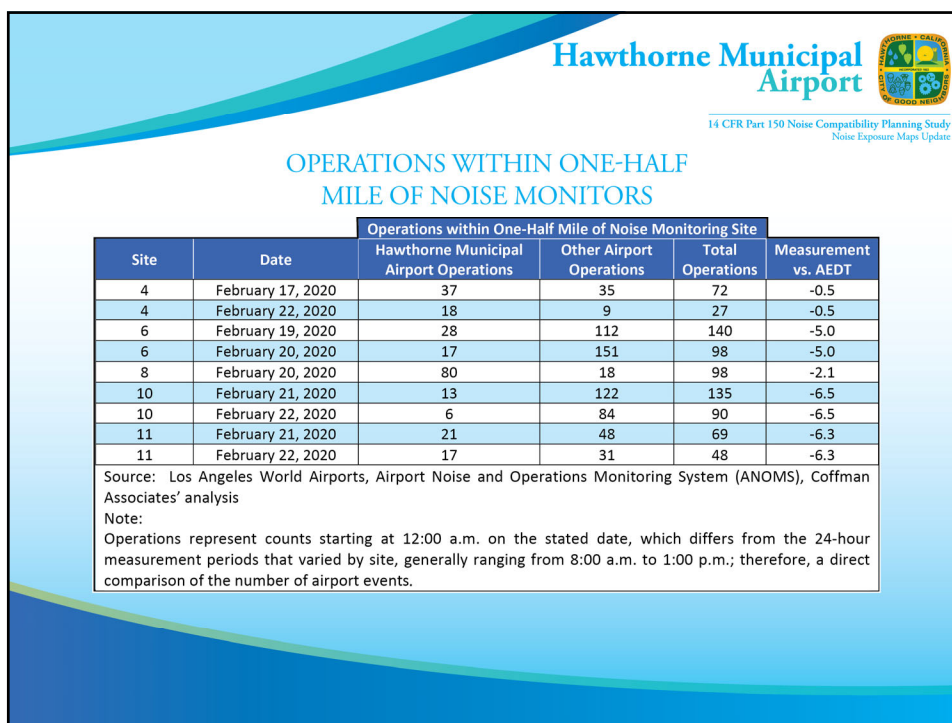 Hawthorne Municipal
Airport
HAWTHORNE • CALIFORNIA
CITY OF GOOD NEIGHBORS
14 CFR Part 150 Noise Compatibility Planning Study
Noise Exposure Maps Update
OPERATIONS WITHIN ONE-HALF
MILE OF NOISE MONITORS
Operations within One-Half Mile of Noise Monitoring Site
Site Date Hawthorne Municipal Airport Operations Other Airport Operations Total Operations Measurement vs. AEDT
4 February 17, 2020 37 35 72 -0.5
4 February 22, 2020 18 9 27 -0.5
6 February 19, 2020 28 112 140 -5.0
6 February 20, 2020 17 151 98 -5.0
8 February 20, 2020 80 18 98 -2.1
10 February 21, 2020 13 122 135 -6.5
10 February 22, 2020 6 84 90 -6.5
11 February 21, 2020 21 48 69 -6.3
11 February 22, 2020 17 31 48 -6.3
Source: Los Angeles World Airports, Airport Noise and Operations Monitoring System (ANOMS), Coffman
Associates' analysis
Note:
Operations represent counts starting at 12:00 a.m. on the stated date, which differs from the 24-hour
measurement periods that varied by site, generally ranging from 8:00 a.m. to 1:00 p.m.; therefore, a direct
comparison of the number of airport events.